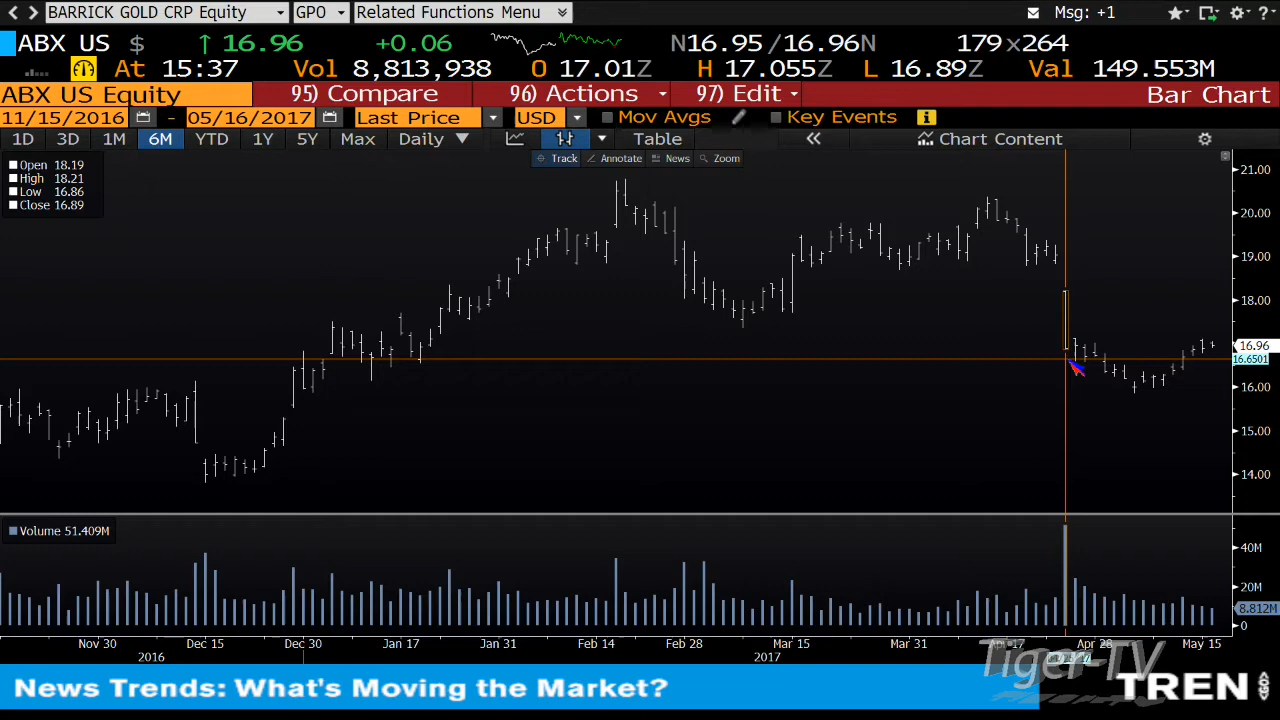 BARRICK GOLD CRP Equity GPO Related Functions Menu Msg: +1
ABX US $ ↑ 16.96 +0.06 N16.95/16.96N 179x264
At 15:37 Vol 8,813,938 O 17.01Z H 17.055Z L 16.89Z Val 149.553M
ABX US Equity 95) Compare 96) Actions 97) Edit Bar Chart
11/15/2016 - 05/16/2017 Last Price USD Mov Avgs Key Events
1D 3D 1M 6M YTD 1Y 5Y Max Daily Table Chart Content
Track Annotate News Zoom
Open 18.19
High 18.21
Low 16.86
Close 16.89
21.00
20.00
19.00
18.00
16.96
16.6501
16.00
15.00
14.00
Volume 51.409M
40M
20M
8.812M
0
Nov 30 Dec 15 Dec 30 Jan 17 Jan 31 Feb 14 Feb 28 Mar 15 Mar 31 Apr 17 Apr 28 May 15
2016 2017
Tiger-TV
News Trends: What's Moving the Market?
TREN